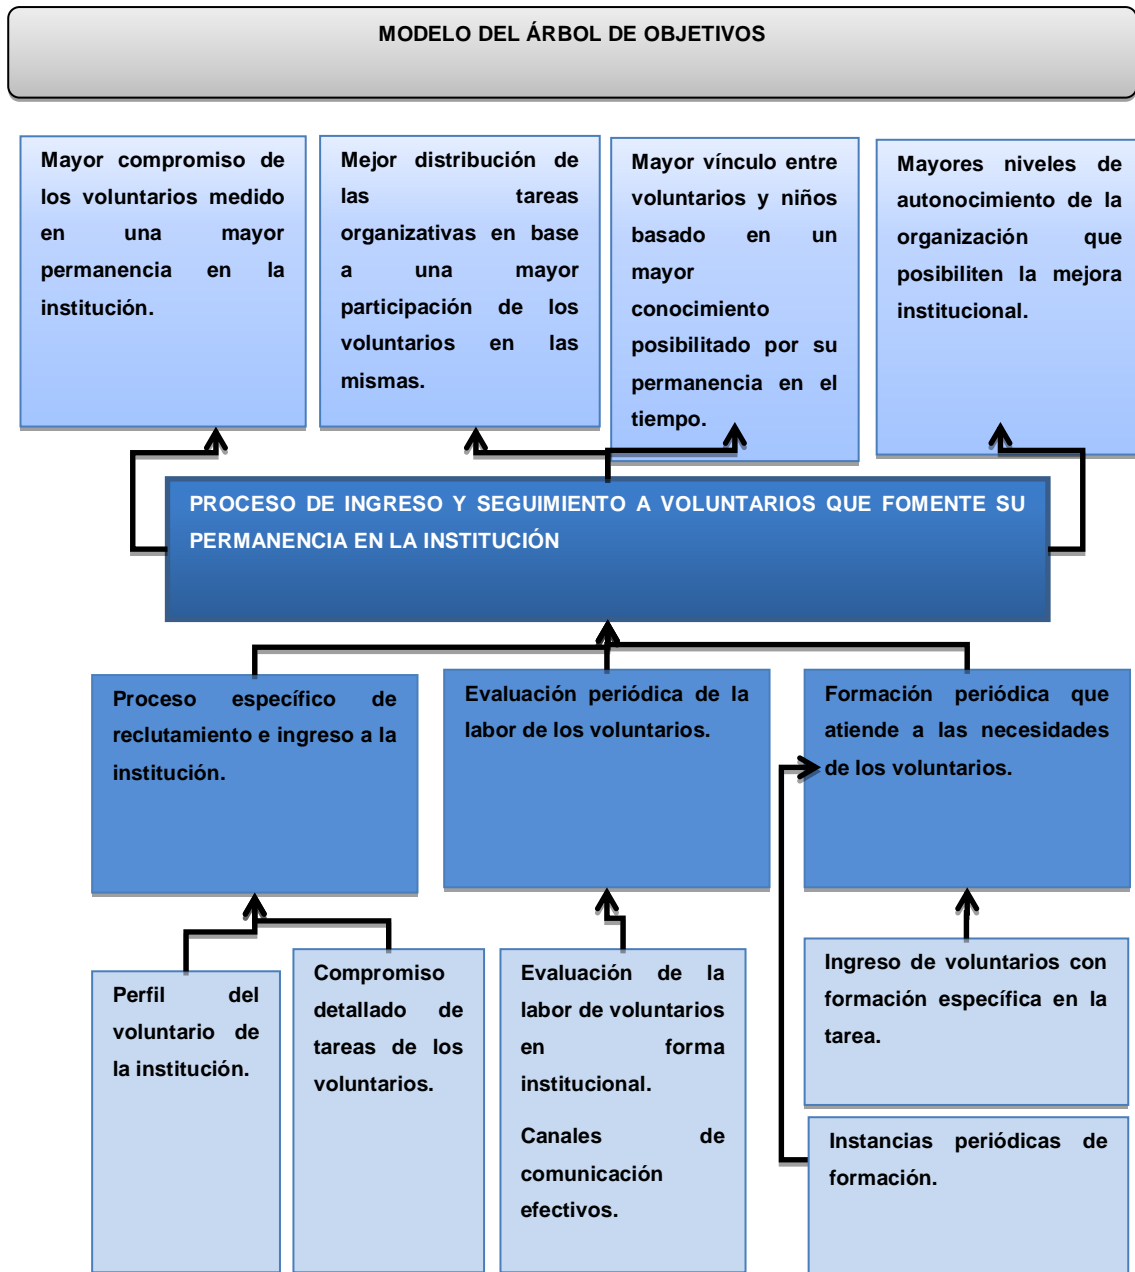 MODELO DEL ÁRBOL DE OBJETIVOS
Mayor compromiso de
los voluntarios medido
en una mayor
permanencia en la
institución.
Mejor distribución de
las tareas
organizativas en base
a una mayor
participación de los
voluntarios en las
mismas.
Mayor vínculo entre
voluntarios y niños
basado en un
mayor
conocimiento
posibilitado por su
permanencia en el
tiempo.
Mayores niveles de
autonocimiento de la
organización que
posibiliten la mejora
institucional.
PROCESO DE INGRESO Y SEGUIMIENTO A VOLUNTARIOS QUE FOMENTE SU
PERMANENCIA EN LA INSTITUCIÓN
Proceso específico de
reclutamiento e ingreso a la
institución.
Evaluación periódica de la
labor de los voluntarios.
Formación periódica que
atiende a las necesidades
de los voluntarios.
Perfil del
voluntario de
la institución.
Compromiso
detallado de
tareas de los
voluntarios.
Evaluación de la
labor de voluntarios
en forma
institucional.
Canales de
comunicación
efectivos.
Ingreso de voluntarios con
formación específica en la
tarea.
Instancias periódicas de
formación.